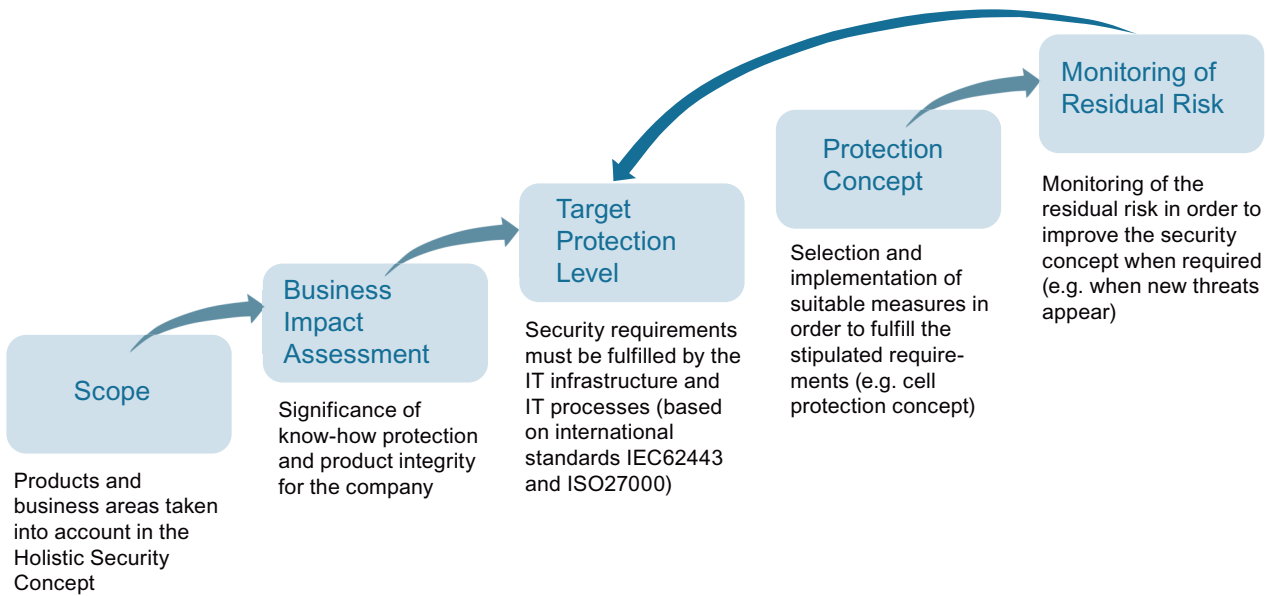 Scope
Products and
business areas taken
into account in the
Holistic Security
Concept
Business
Impact
Assessment
Significance of
know-how protection
and product integrity
for the company
Target
Protection
Level
Security requirements
must be fulfilled by the
IT infrastructure and
IT processes (based
on international
standards IEC62443
and ISO27000)
Protection
Concept
Selection and
implementation of
suitable measures in
order to fulfill the
stipulated require-
ments (e.g. cell
protection concept)
Monitoring of
Residual Risk
Monitoring of the
residual risk in order to
improve the security
concept when required
(e.g. when new threats
appear)